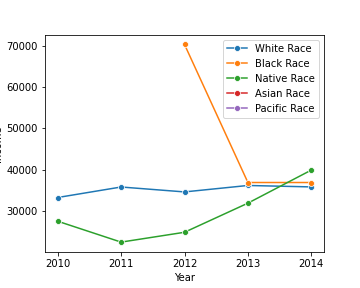 70000
60000
50000
40000
30000
White Race
Black Race
Native Race
Asian Race
Pacific Race
2010 2011 2012 2013 2014
Year